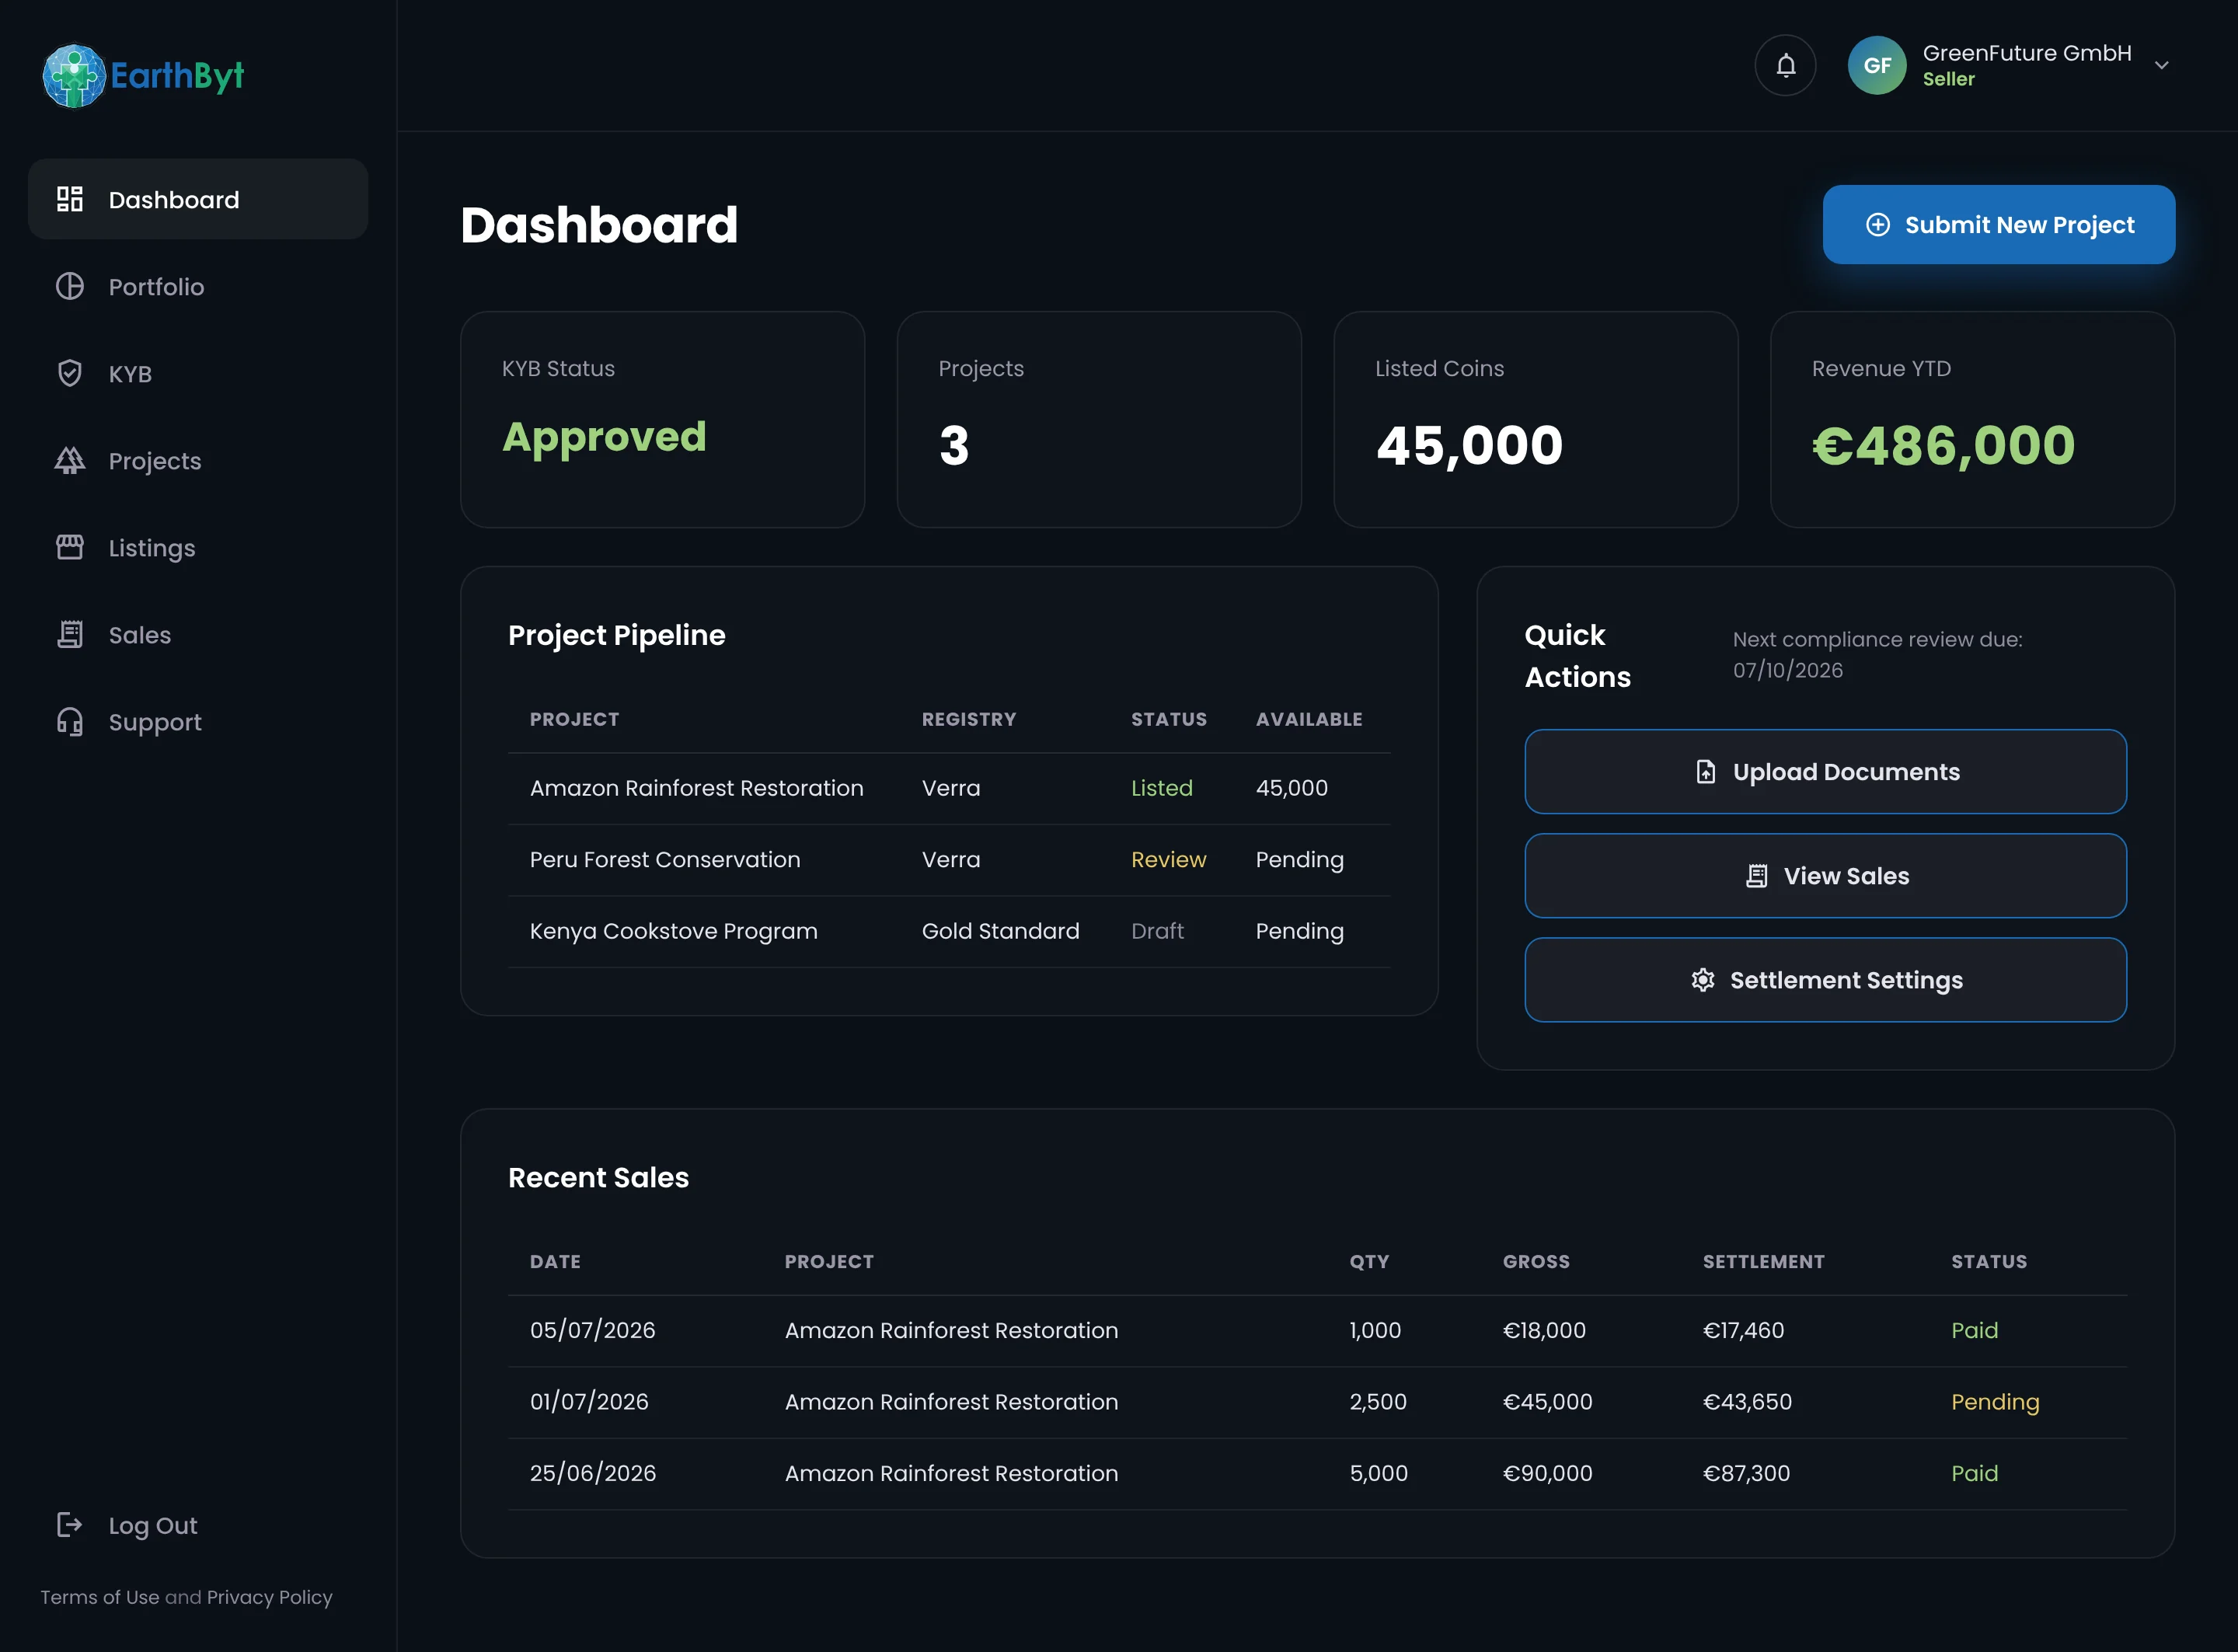 EarthByt
GreenFuture GmbH
GF
Seller
Dashboard
Portfolio
KYB
Projects
Listings
Sales
Support
Log Out
Terms of Use and Privacy Policy
Dashboard
Submit New Project
KYB Status
Approved
Projects
3
Listed Coins
45,000
Revenue YTD
€486,000
Project Pipeline
PROJECT REGISTRY STATUS AVAILABLE
Amazon Rainforest Restoration Verra Listed 45,000
Peru Forest Conservation Verra Review Pending
Kenya Cookstove Program Gold Standard Draft Pending
Quick
Actions
Next compliance review due:
07/10/2026
Upload Documents
View Sales
Settlement Settings
Recent Sales
DATE PROJECT QTY GROSS SETTLEMENT STATUS
05/07/2026 Amazon Rainforest Restoration 1,000 €18,000 €17,460 Paid
01/07/2026 Amazon Rainforest Restoration 2,500 €45,000 €43,650 Pending
25/06/2026 Amazon Rainforest Restoration 5,000 €90,000 €87,300 Paid